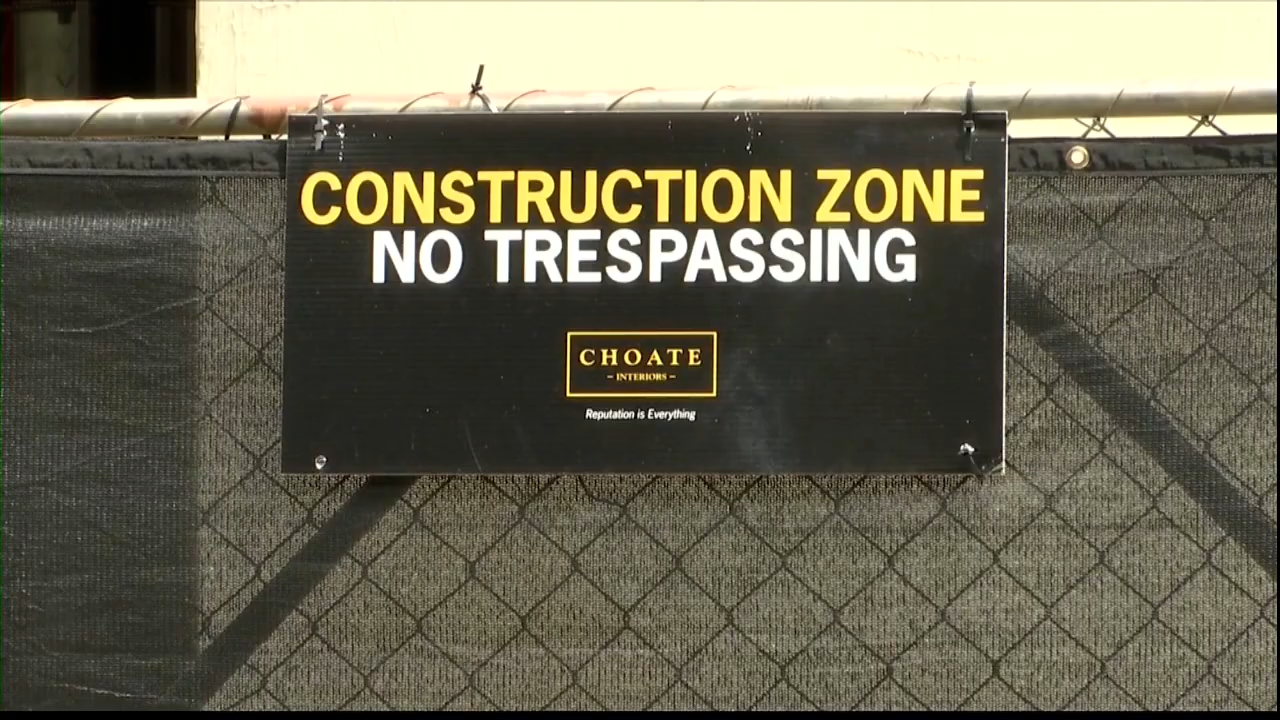 CONSTRUCTION ZONE
NO TRESPASSING
CHOATE
– INTERIORS –
Reputation is Everything